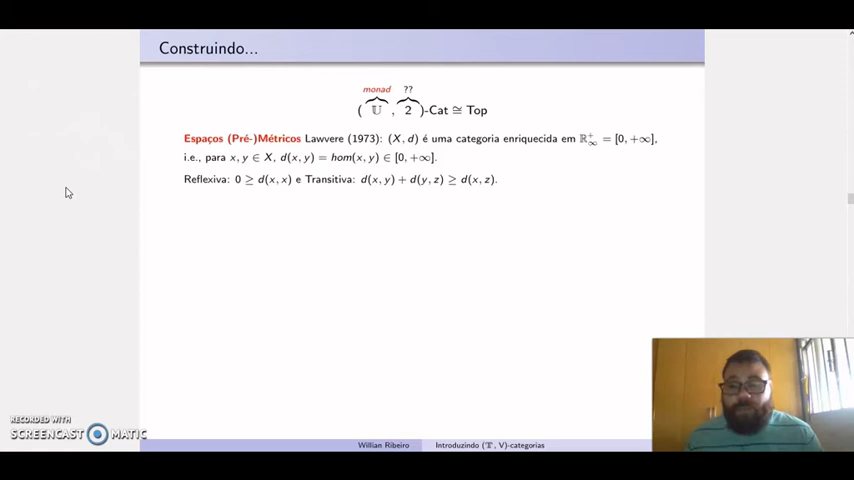 Construindo...
monad ??
( 𝕌 , 2 )-Cat ≅ Top
Espaços (Pré-)Métricos Lawvere (1973): (X, d) é uma categoria enriquecida em ℝ⁺∞ = [0, +∞],
i.e., para x, y ∈ X, d(x, y) = hom(x, y) ∈ [0, +∞].
Reflexiva: 0 ≥ d(x, x) e Transitiva: d(x, y) + d(y, z) ≥ d(x, z).
RECORDED WITH
SCREENCAST MATIC
Willian Ribeiro Introduzindo (𝕋, V)-categorias